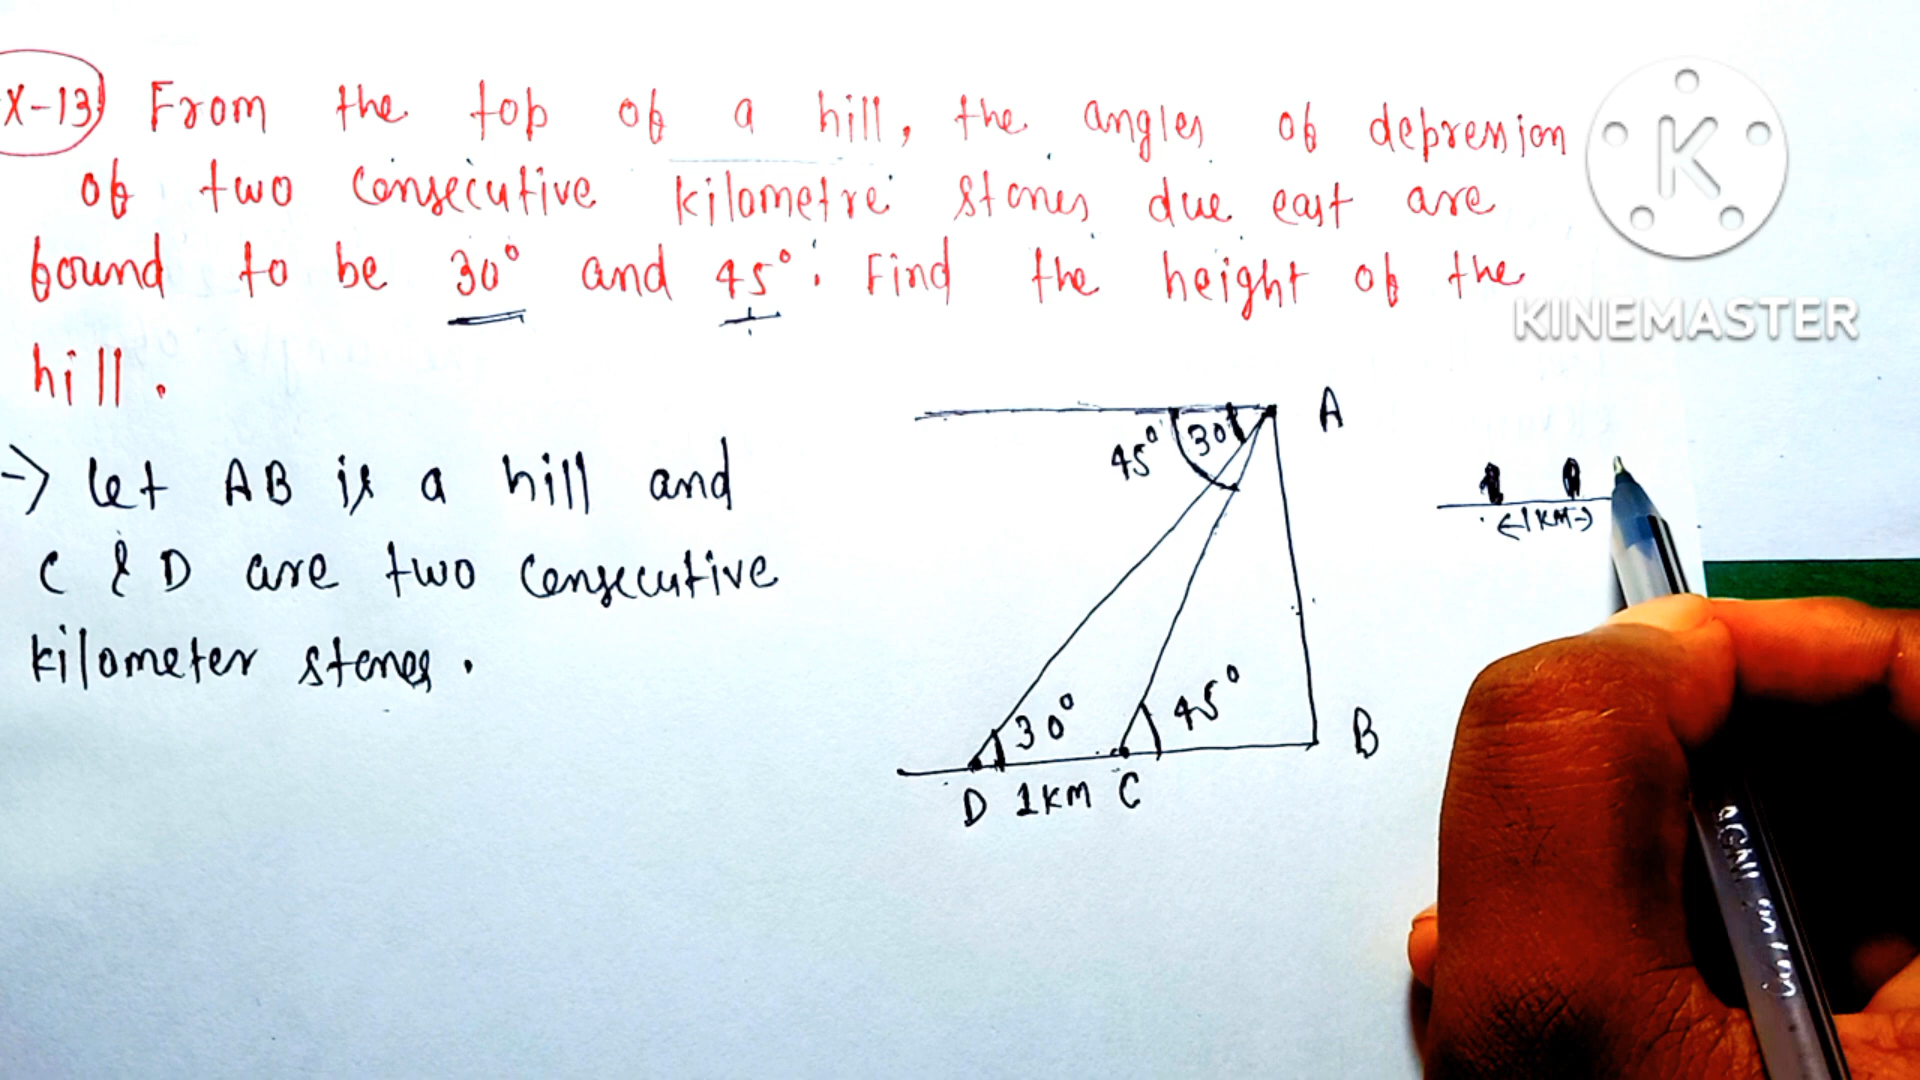 X-13) From the top of a hill, the angles of depression
of two consecutive kilometre stones due east are
found to be 30° and 45°. Find the height of the
hill.
→ Let AB is a hill and
C & D are two consecutive
kilometer stones.
A
45° 30
30° 45° B
D 1KM C
←1KM→
K
KINEMASTER